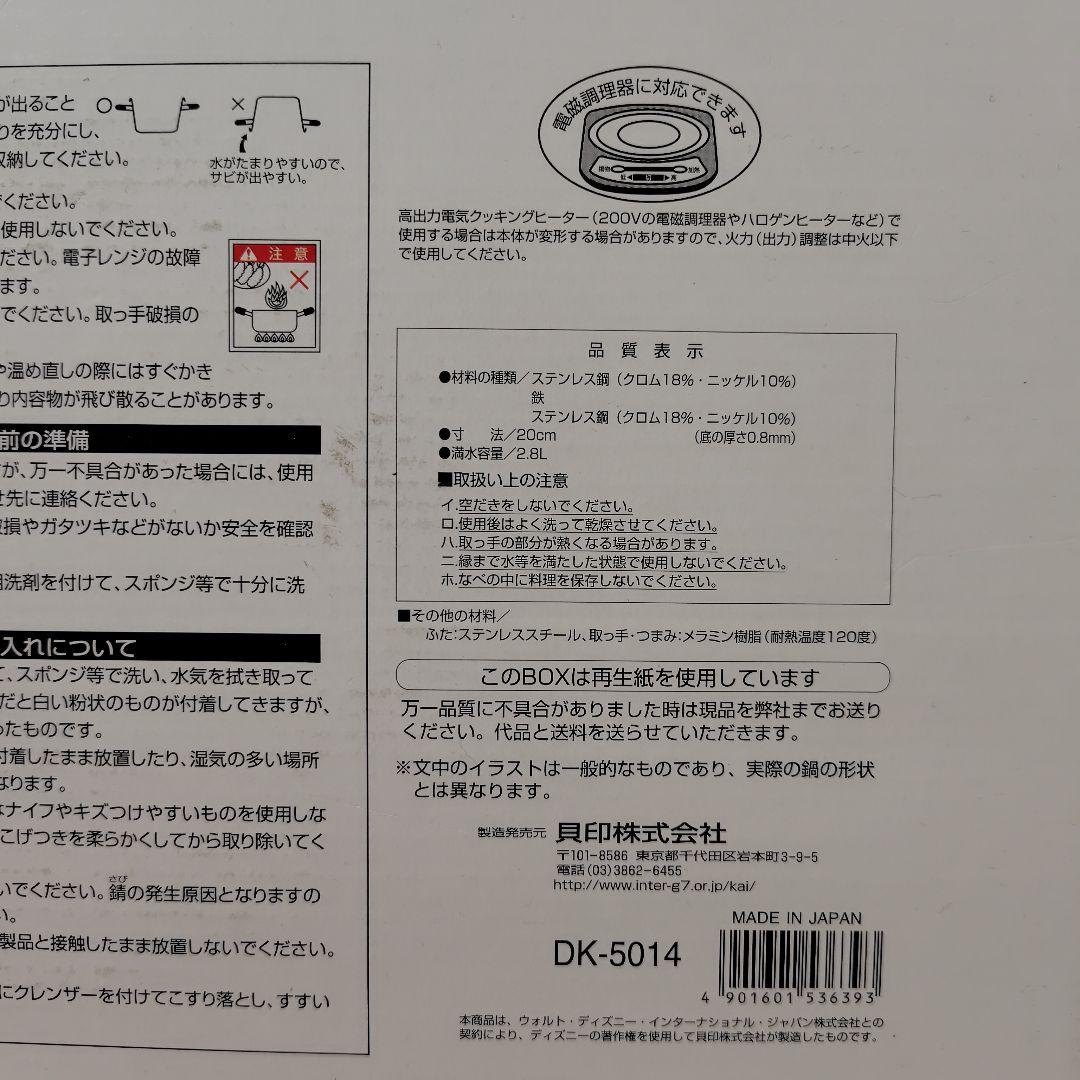 が出ること
りを充分にし、
収納してください。
水がたまりやすいので、
サビが出やすい。
でください。
使用しないでください。
ださい。電子レンジの故障
ます。
でください。取っ手破損の
注意
や温め直しの際にはすぐかき
り内容物が飛び散ることがあります。
前の準備
が、万一不具合があった場合には、使用
せ先に連絡ください。
破損やガタツキなどがないか安全を確認
用洗剤を付けて、スポンジ等で十分に洗
入れについて
て、スポンジ等で洗い、水気を拭き取って
だと白い粉状のものが付着してきますが、
ったものです。
付着したまま放置したり、湿気の多い場所
なります。
なナイフやキズつけやすいものを使用しな
こげつきを柔らかくしてから取り除いてく
いでください。錆の発生原因となりますの
い。
製品と接触したまま放置しないでください。
にクレンザーを付けてこすり落とし、すすい
電磁調理器に対応できます
高出力電気クッキングヒーター(200Vの電磁調理器やハロゲンヒーターなど)で
使用する場合は本体が変形する場合がありますので、火力(出力)調整は中火以下
で使用してください。
品質表示
●材料の種類/ステンレス鋼(クロム18%・ニッケル10%)
鉄
ステンレス鋼(クロム18%・ニッケル10%)
●寸 法/20cm (底の厚さ0.8mm)
●満水容量/2.8L
■取扱い上の注意
イ.空だきをしないでください。
ロ.使用後はよく洗って乾燥させてください。
ハ.取っ手の部分が熱くなる場合があります。
ニ.縁まで水等を満たした状態で使用しないでください。
ホ.なべの中に料理を保存しないでください。
■その他の材料/
ふた:ステンレススチール、取っ手・つまみ:メラミン樹脂(耐熱温度120度)
このBOXは再生紙を使用しています
万一品質に不具合がありました時は現品を弊社までお送り
ください。代品と送料を送らせていただきます。
※文中のイラストは一般的なものであり、実際の鍋の形状
とは異なります。
製造発売元 貝印株式会社
〒101-8586 東京都千代田区岩本町3-9-5
電話(03)3862-6455
http://www.inter-g7.or.jp/kai/
MADE IN JAPAN
DK-5014
4 901601 536393
本商品は、ウォルト・ディズニー・インターナショナル・ジャパン株式会社との
契約により、ディズニーの著作権を使用して貝印株式会社が製造したものです。